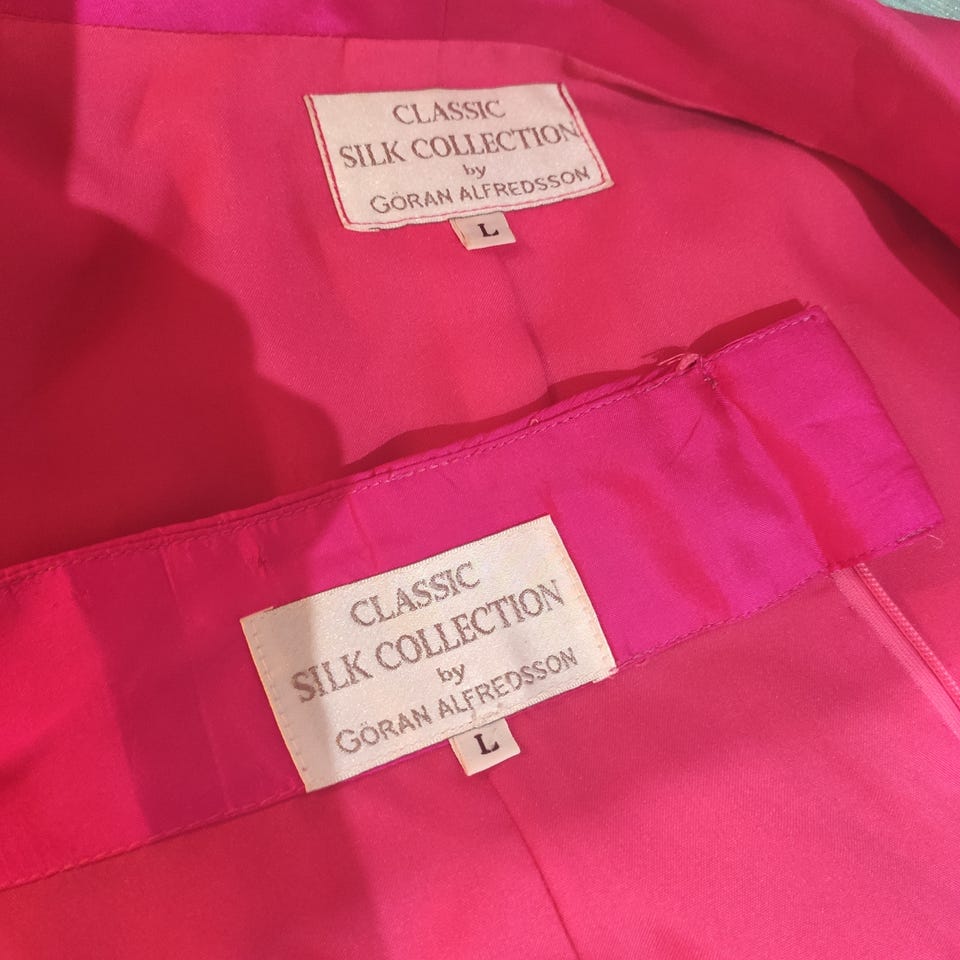 CLASSIC
SILK COLLECTION
by
GÖRAN ALFREDSSON
L
CLASSIC
SILK COLLECTION
by
GÖRAN ALFREDSSON
L